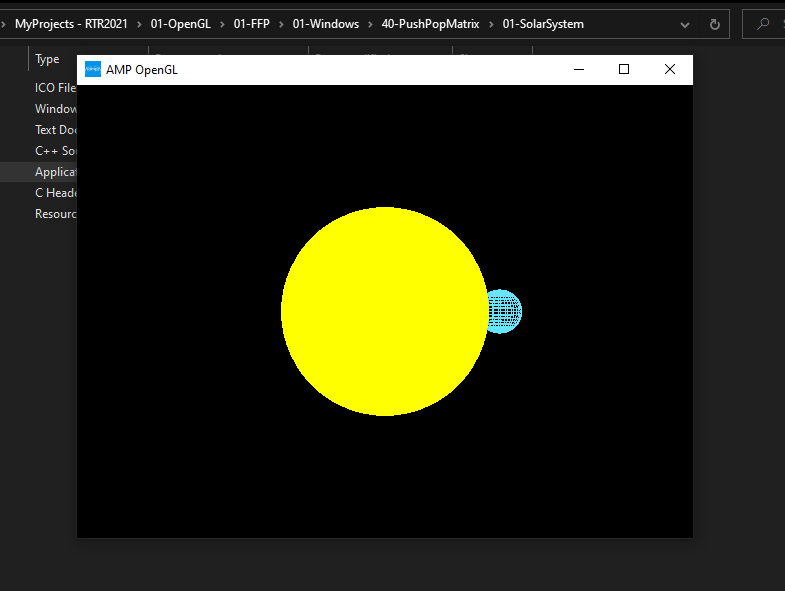 MyProjects - RTR2021 > 01-OpenGL > 01-FFP > 01-Windows > 40-PushPopMatrix > 01-SolarSystem
Type
AMP OpenGL
ICO File
Window
Text Doc
C++ So
Applicat
C Heade
Resourc